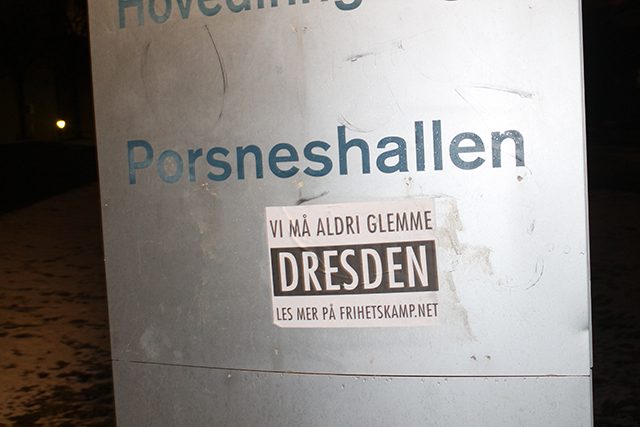 Porsneshallen
VI MÅ ALDRI GLEMME
DRESDEN
LES MER PÅ FRIHETSKAMP.NET